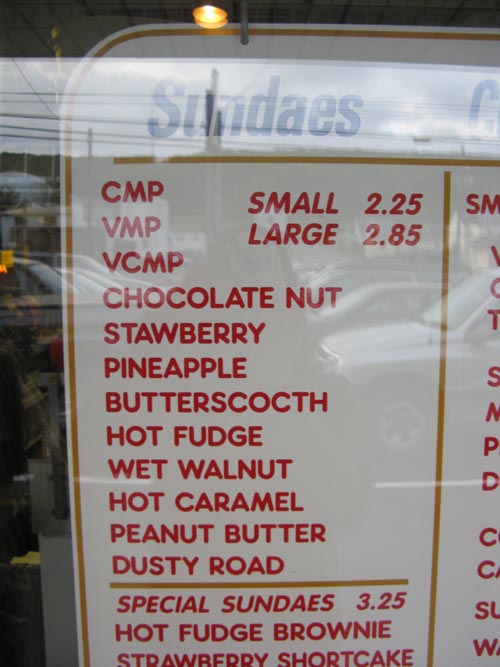 Sundaes
CMP
SMALL 2.25
VMP
LARGE 2.85
VCMP
CHOCOLATE NUT
STAWBERRY
PINEAPPLE
BUTTERSCOCTH
HOT FUDGE
WET WALNUT
HOT CARAMEL
PEANUT BUTTER
DUSTY ROAD
SPECIAL SUNDAES 3.25
HOT FUDGE BROWNIE
STRAWBERRY SHORTCAKE